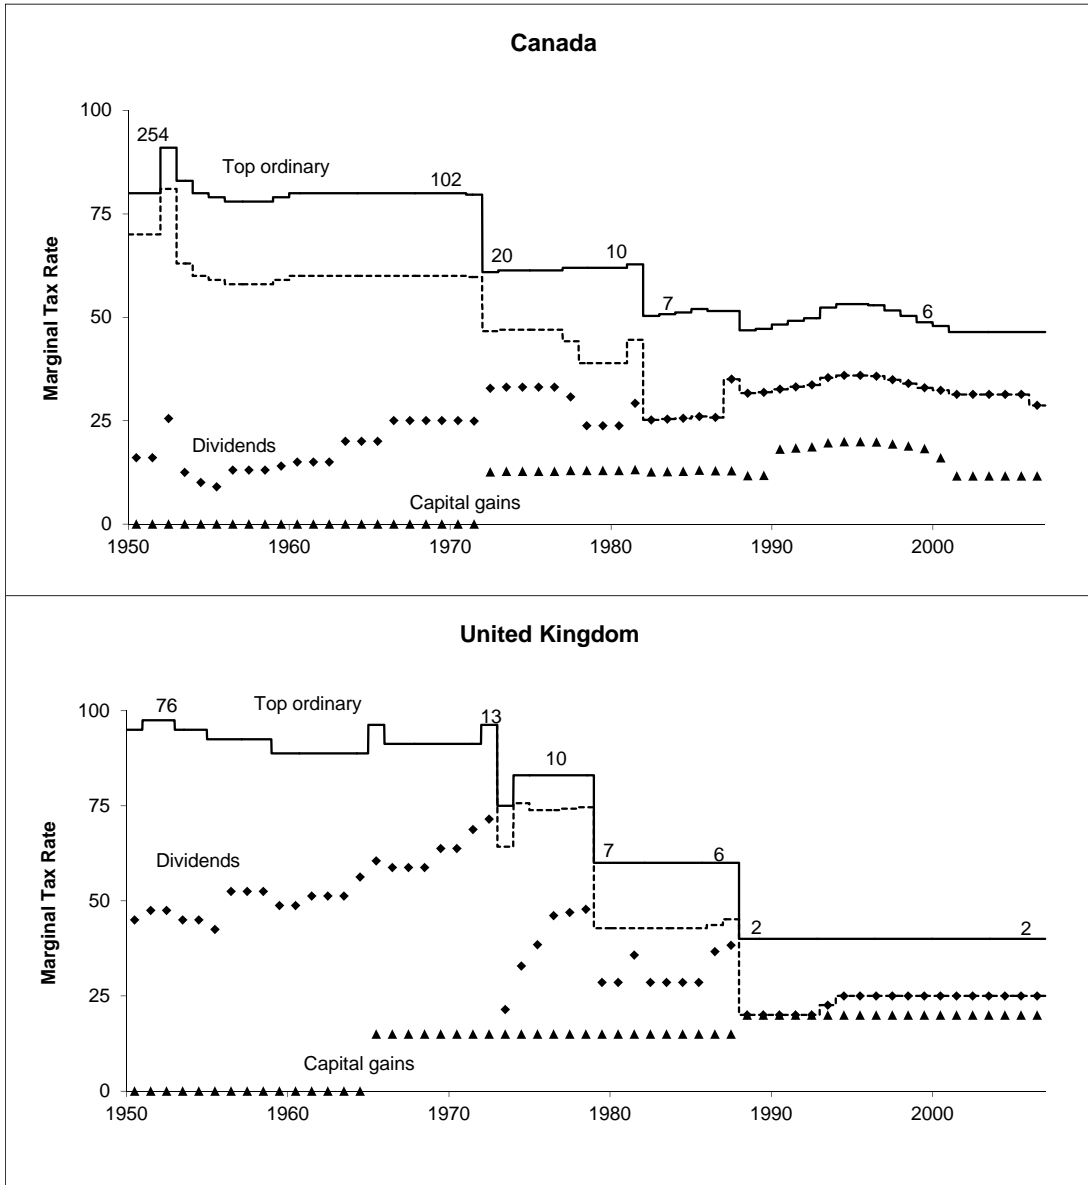 Canada
Marginal Tax Rate
100
75
50
25
0
254
Top ordinary
102
20
10
7
6
Dividends
Capital gains
1950 1960 1970 1980 1990 2000
United Kingdom
Marginal Tax Rate
100
75
50
25
0
76
Top ordinary
13
10
7
6
2
2
Dividends
Capital gains
1950 1960 1970 1980 1990 2000